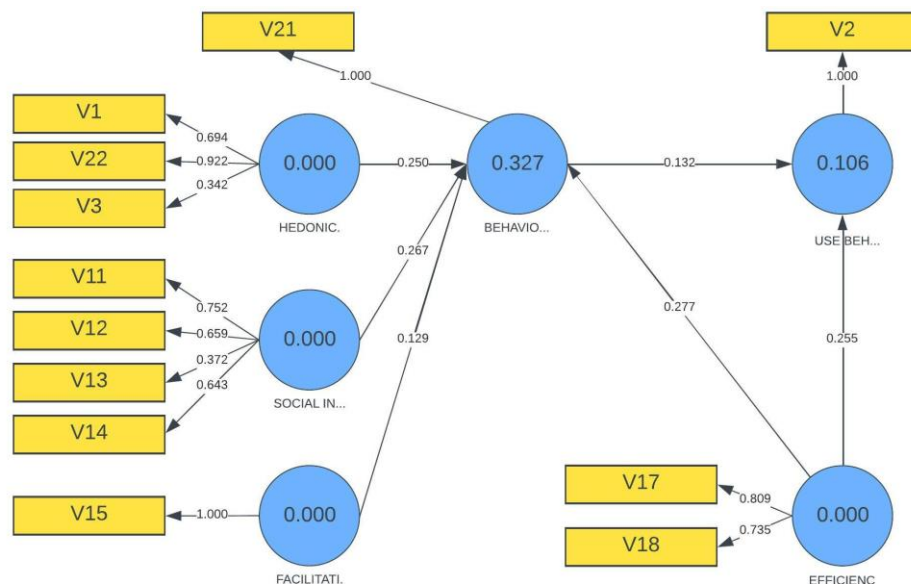 V21
V2
1.000
1.000
V1
0.694
V22
0.922
0.000
0.250
0.327
0.132
0.106
V3
0.342
HEDONIC.
BEHAVIO...
USE BEH...
0.267
V11
0.752
V12
0.659
0.277
0.000
0.129
0.255
V13
0.372
0.643
V14
SOCIAL IN...
V17
0.809
V15
1.000
0.000
0.000
0.735
V18
FACILITATI.
EFFICIENC